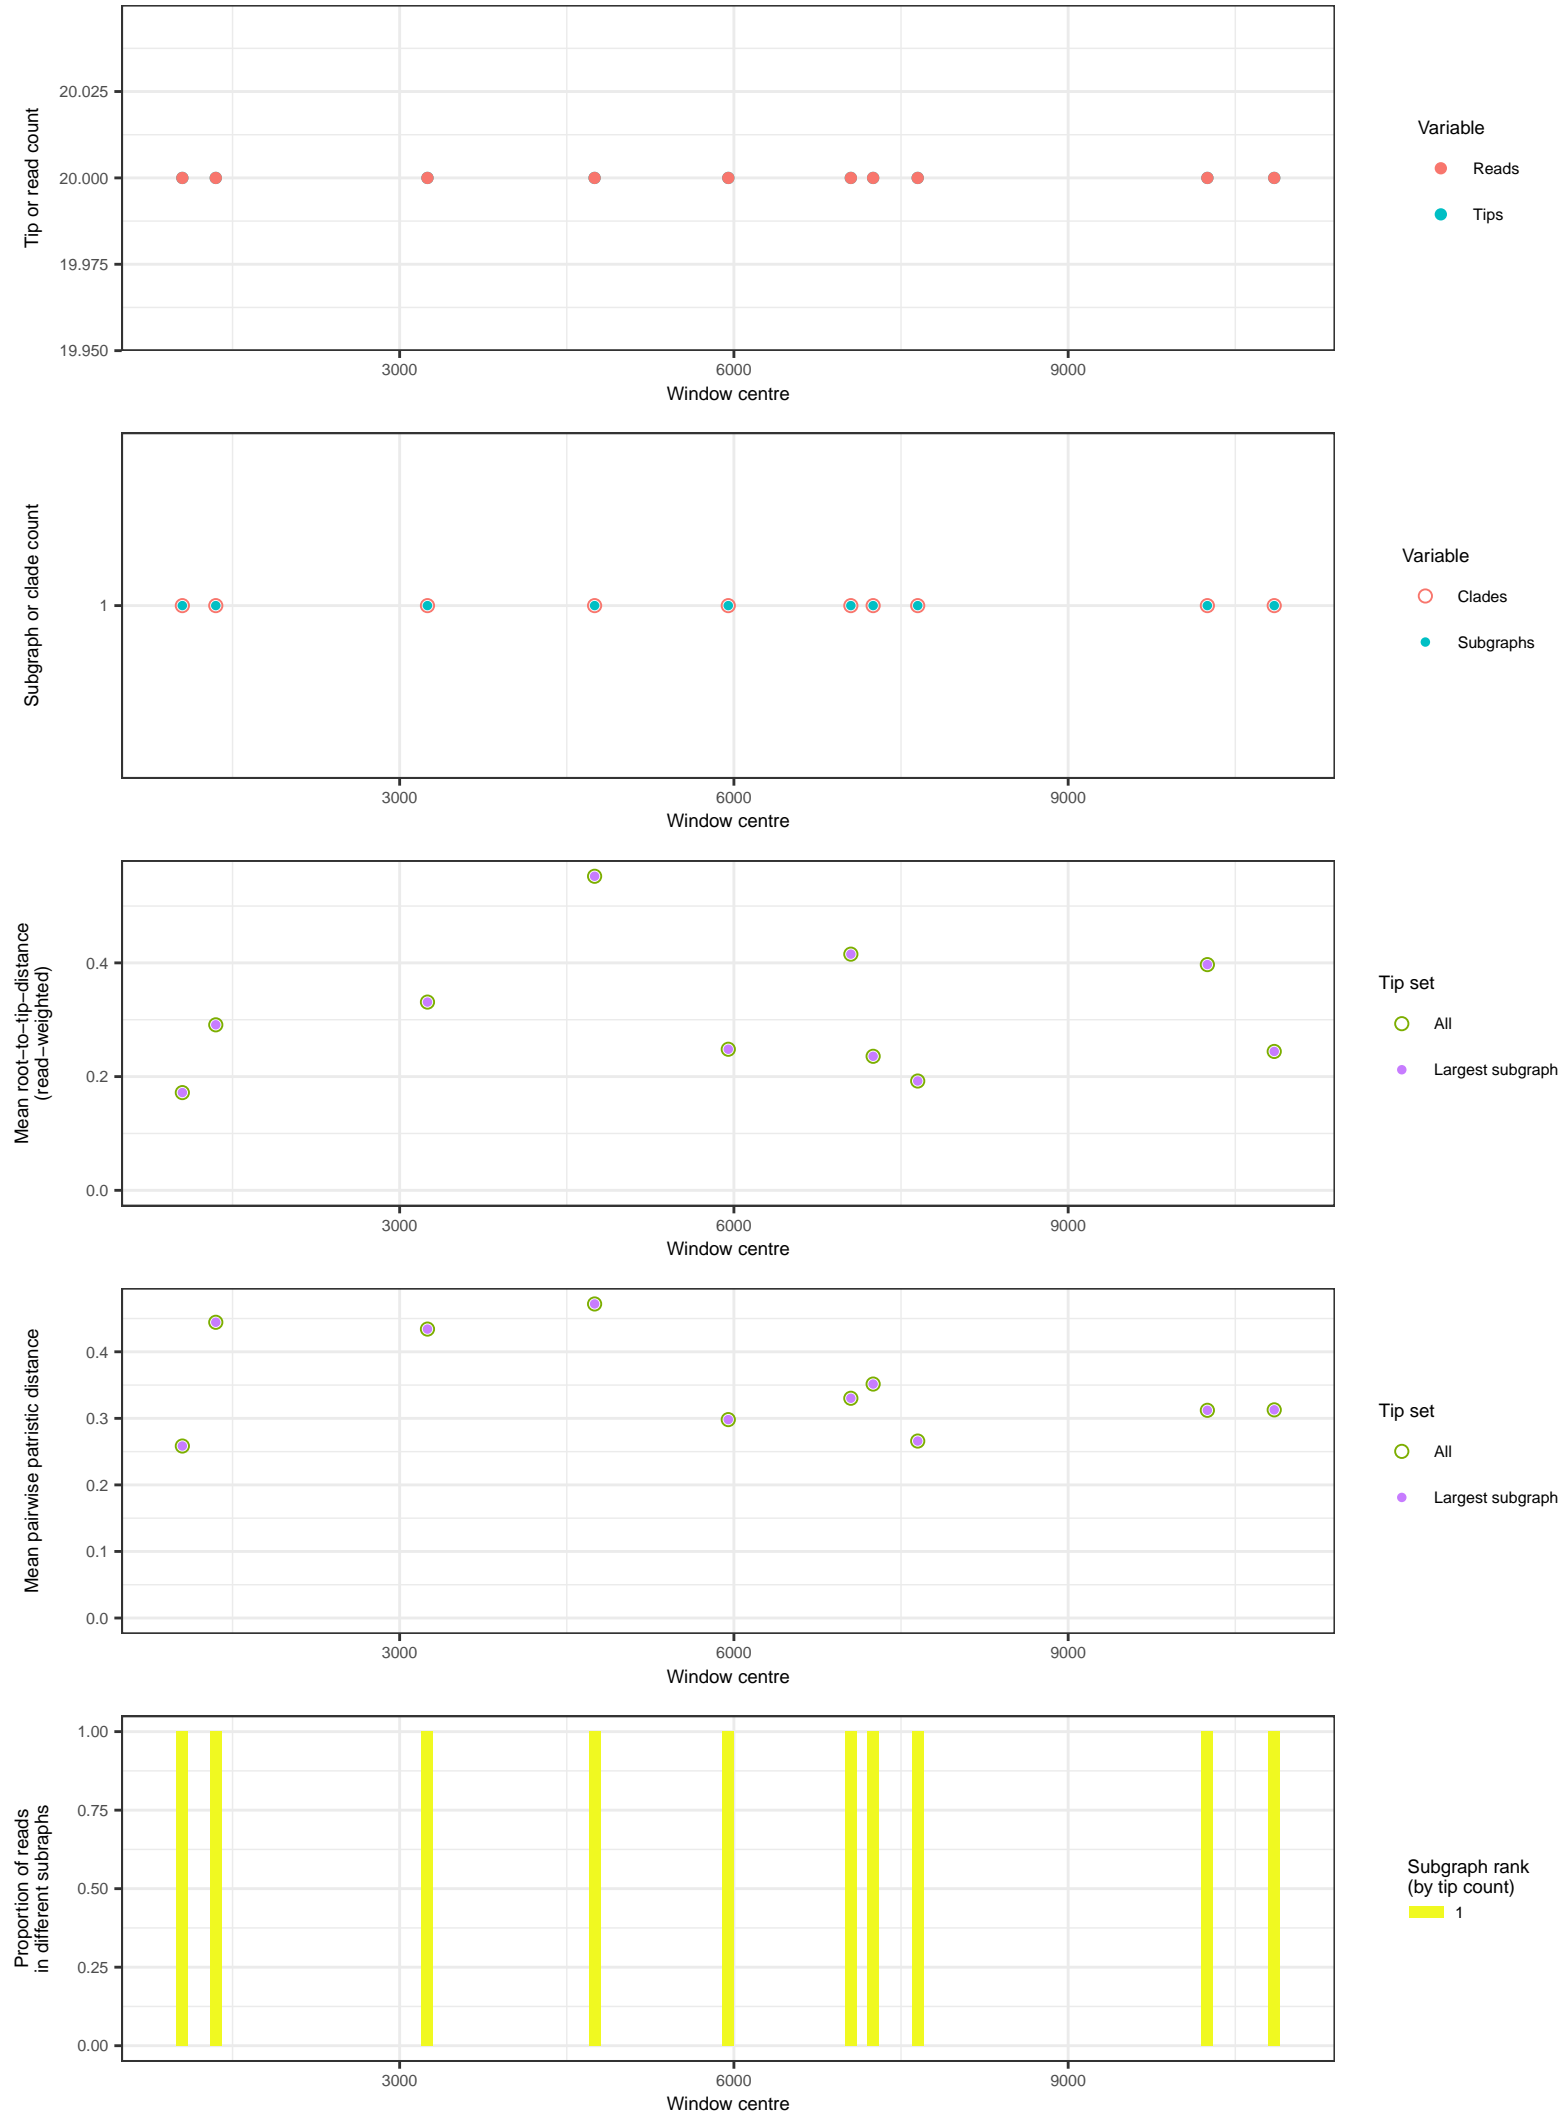 Tip or read count
20.025
20.000
19.975
19.950
3000
6000
9000
Window centre
Variable
Reads
Tips
Subgraph or clade count
1
3000
6000
9000
Window centre
Variable
Clades
Subgraphs
Mean root−to−tip−distance
(read−weighted)
0.4
0.2
0.0
3000
6000
9000
Window centre
Tip set
All
Largest subgraph
Mean pairwise patristic distance
0.4
0.3
0.2
0.1
0.0
3000
6000
9000
Window centre
Tip set
All
Largest subgraph
Proportion of reads
in different subraphs
1.00
0.75
0.50
0.25
0.00
3000
6000
9000
Window centre
Subgraph rank
(by tip count)
1